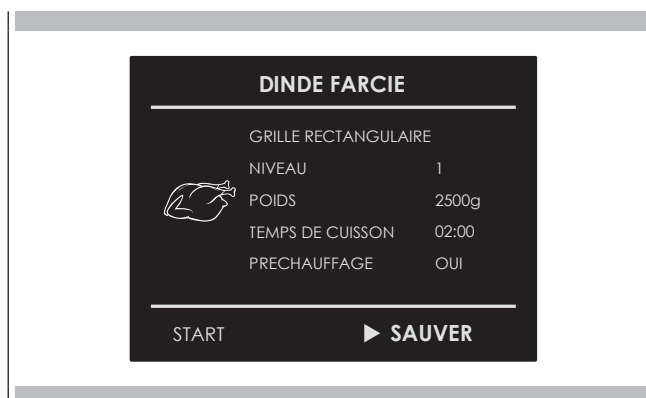 DINDE FARCIE
GRILLE RECTANGULAIRE
NIVEAU 1
POIDS 2500g
TEMPS DE CUISSON 02:00
PRECHAUFFAGE OUI
START ▶ SAUVER